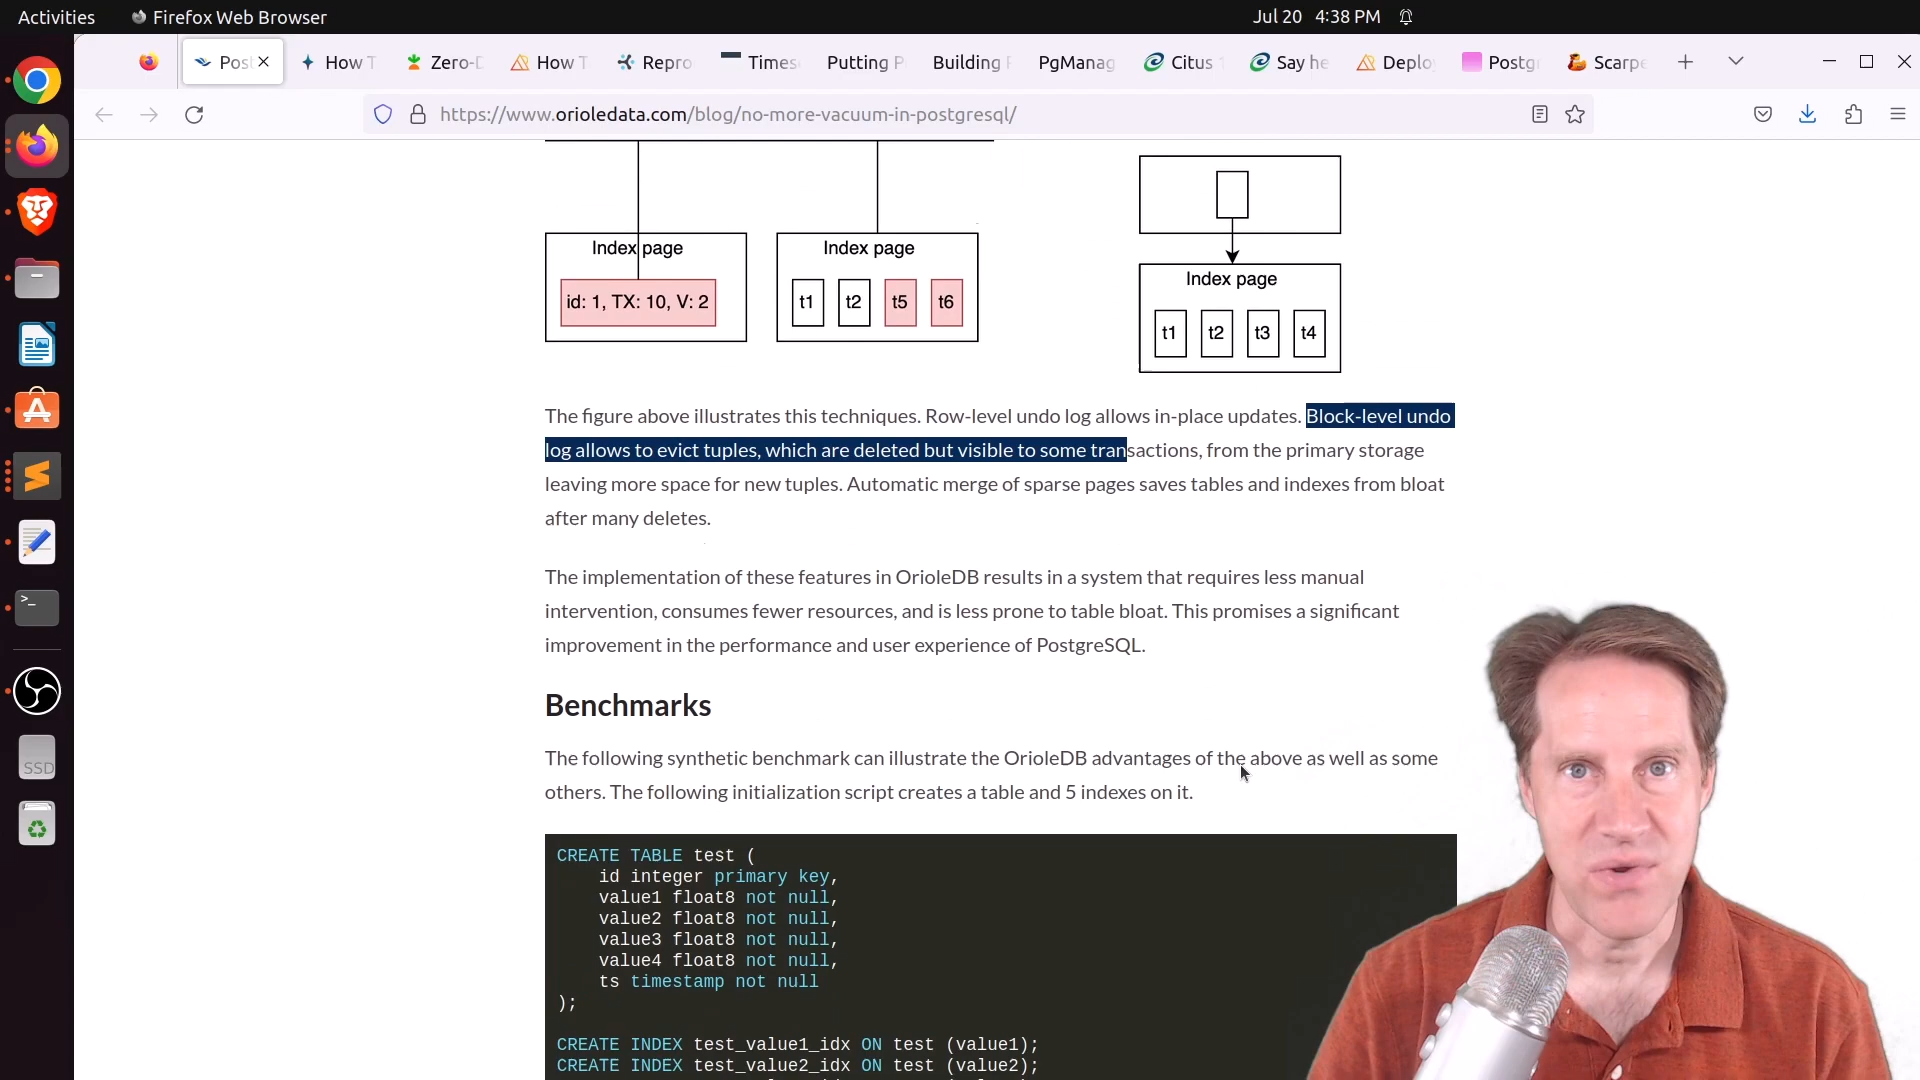 Activities
Firefox Web Browser
Jul 20 4:38 PM
Pos
How T
Zero-D
How T
Repro
Times
Putting P
Building
PgManag
Citus 1
Say he
Deplo
Postg
Scarpe
https://www.orioledata.com/blog/no-more-vacuum-in-postgresql/
Index page
id: 1, TX: 10, V: 2
Index page
t1 t2 t5 t6
Index page
t1 t2 t3 t4
The figure above illustrates this techniques. Row-level undo log allows in-place updates. Block-level undo
log allows to evict tuples, which are deleted but visible to some transactions, from the primary storage
leaving more space for new tuples. Automatic merge of sparse pages saves tables and indexes from bloat
after many deletes.
The implementation of these features in OrioleDB results in a system that requires less manual
intervention, consumes fewer resources, and is less prone to table bloat. This promises a significant
improvement in the performance and user experience of PostgreSQL.
Benchmarks
The following synthetic benchmark can illustrate the OrioleDB advantages of the above as well as some
others. The following initialization script creates a table and 5 indexes on it.
CREATE TABLE test (
id integer primary key,
value1 float8 not null,
value2 float8 not null,
value3 float8 not null,
value4 float8 not null,
ts timestamp not null
);
CREATE INDEX test_value1_idx ON test (value1);
CREATE INDEX test_value2_idx ON test (value2);
SSD